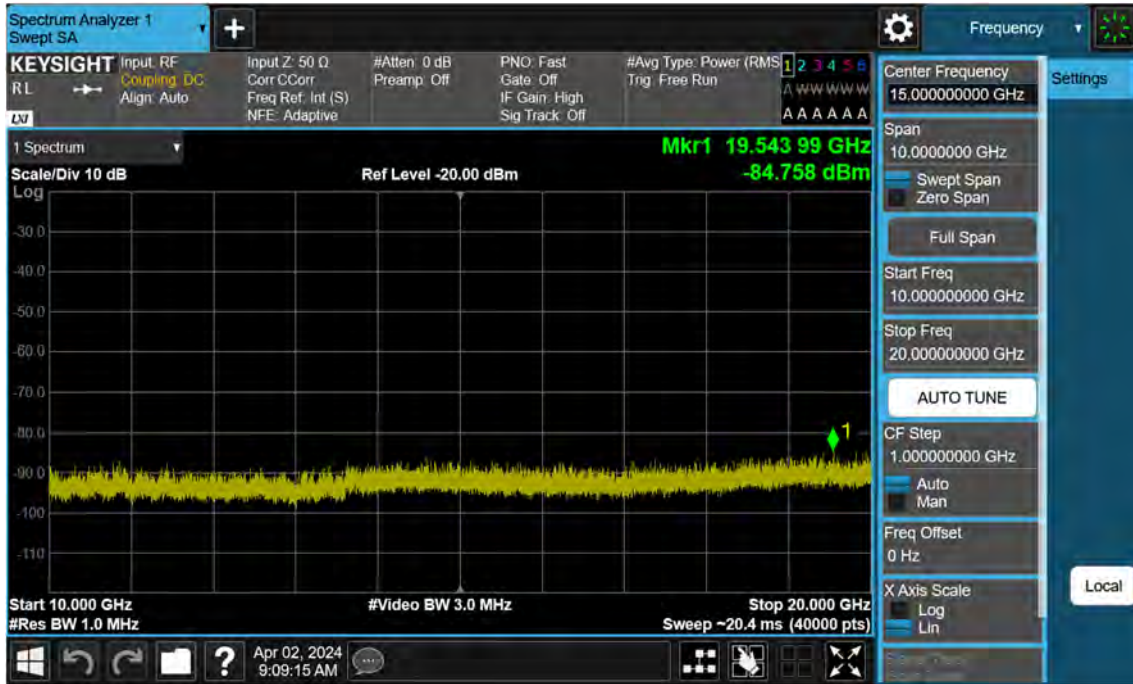 Spectrum Analyzer 1
Swept SA
Frequency
KEYSIGHT
RL
LXI
Input: RF
Coupling: DC
Align: Auto
Input Z: 50 Ω
Corr CCorr
Freq Ref: Int (S)
NFE: Adaptive
#Atten: 0 dB
Preamp: Off
PNO: Fast
Gate: Off
IF Gain: High
Sig Track: Off
#Avg Type: Power (RMS
Trig: Free Run
1 2 3 4 5 6
A W W W W W
A A A A A A
Center Frequency
15.000000000 GHz
Settings
1 Spectrum
Mkr1 19.543 99 GHz
-84.758 dBm
Scale/Div 10 dB
Ref Level -20.00 dBm
Log
-30.0
-40.0
-50.0
-60.0
-70.0
-80.0
-90.0
-100
-110
1
Start 10.000 GHz
#Video BW 3.0 MHz
Stop 20.000 GHz
#Res BW 1.0 MHz
Sweep ~20.4 ms (40000 pts)
Span
10.0000000 GHz
Swept Span
Zero Span
Full Span
Start Freq
10.000000000 GHz
Stop Freq
20.000000000 GHz
AUTO TUNE
CF Step
1.000000000 GHz
Auto
Man
Freq Offset
0 Hz
X Axis Scale
Log
Lin
Local
Apr 02, 2024
9:09:15 AM